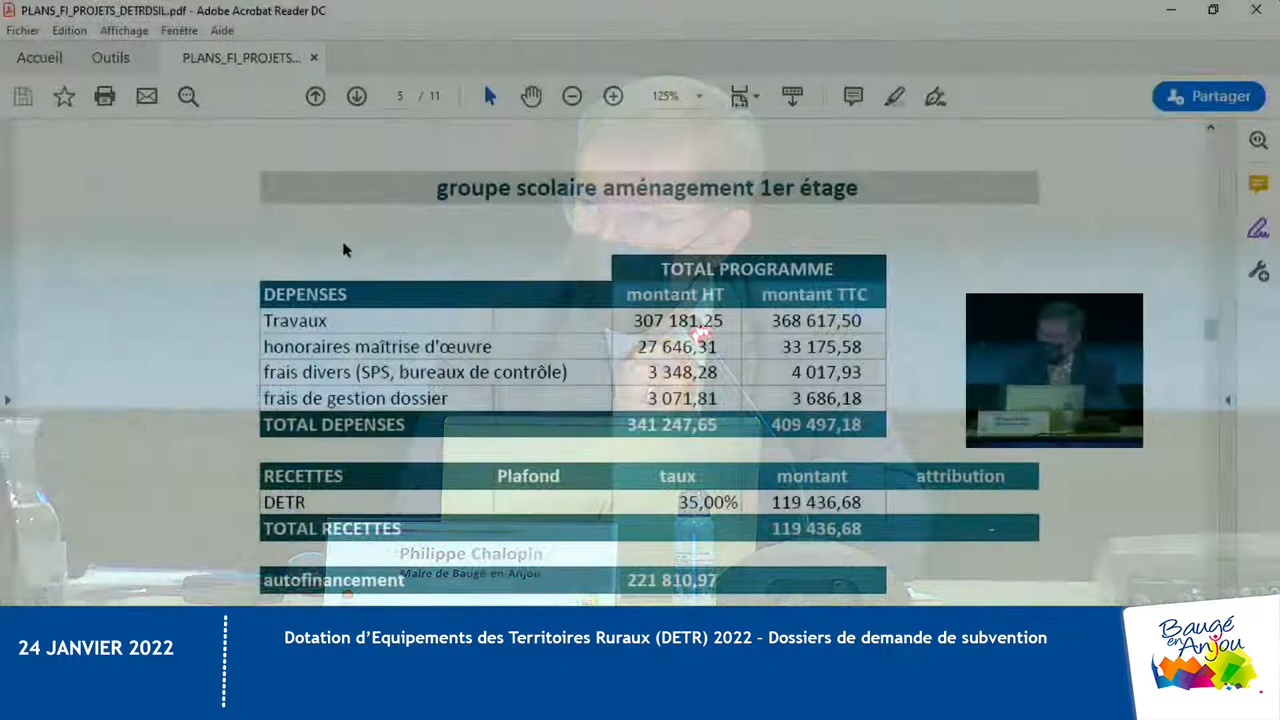 PLANS_FI_PROJETS_DETRDSIL.pdf - Adobe Acrobat Reader DC
Fichier Edition Affichage Fenêtre Aide
Accueil Outils PLANS_FI_PROJETS... ×
5 / 11 125% Partager
groupe scolaire aménagement 1er étage
TOTAL PROGRAMME
DEPENSES montant HT montant TTC
Travaux 307 181,25 368 617,50
honoraires maîtrise d'œuvre 27 646,31 33 175,58
frais divers (SPS, bureaux de contrôle) 3 348,28 4 017,93
frais de gestion dossier 3 071,81 3 686,18
TOTAL DEPENSES 341 247,65 409 497,18
RECETTES Plafond taux montant attribution
DETR 35,00% 119 436,68
TOTAL RECETTES 119 436,68 -
Philippe Chalopin
Maire de Baugé-en-Anjou
autofinancement 221 810,97
24 JANVIER 2022
Dotation d'Equipements des Territoires Ruraux (DETR) 2022 – Dossiers de demande de subvention
Baugé
en Anjou